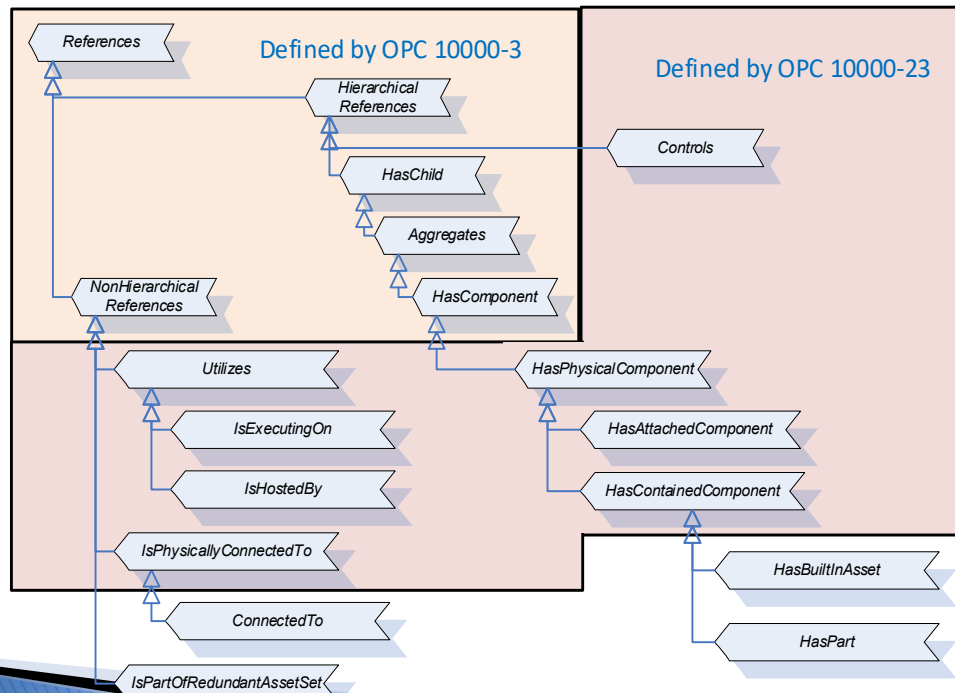 References
Defined by OPC 10000-3
Defined by OPC 10000-23
Hierarchical
References
Controls
HasChild
Aggregates
NonHierarchical
References
HasComponent
Utilizes
HasPhysicalComponent
IsExecutingOn
HasAttachedComponent
IsHostedBy
HasContainedComponent
IsPhysicallyConnectedTo
HasBuiltInAsset
ConnectedTo
HasPart
IsPartOfRedundantAssetSet